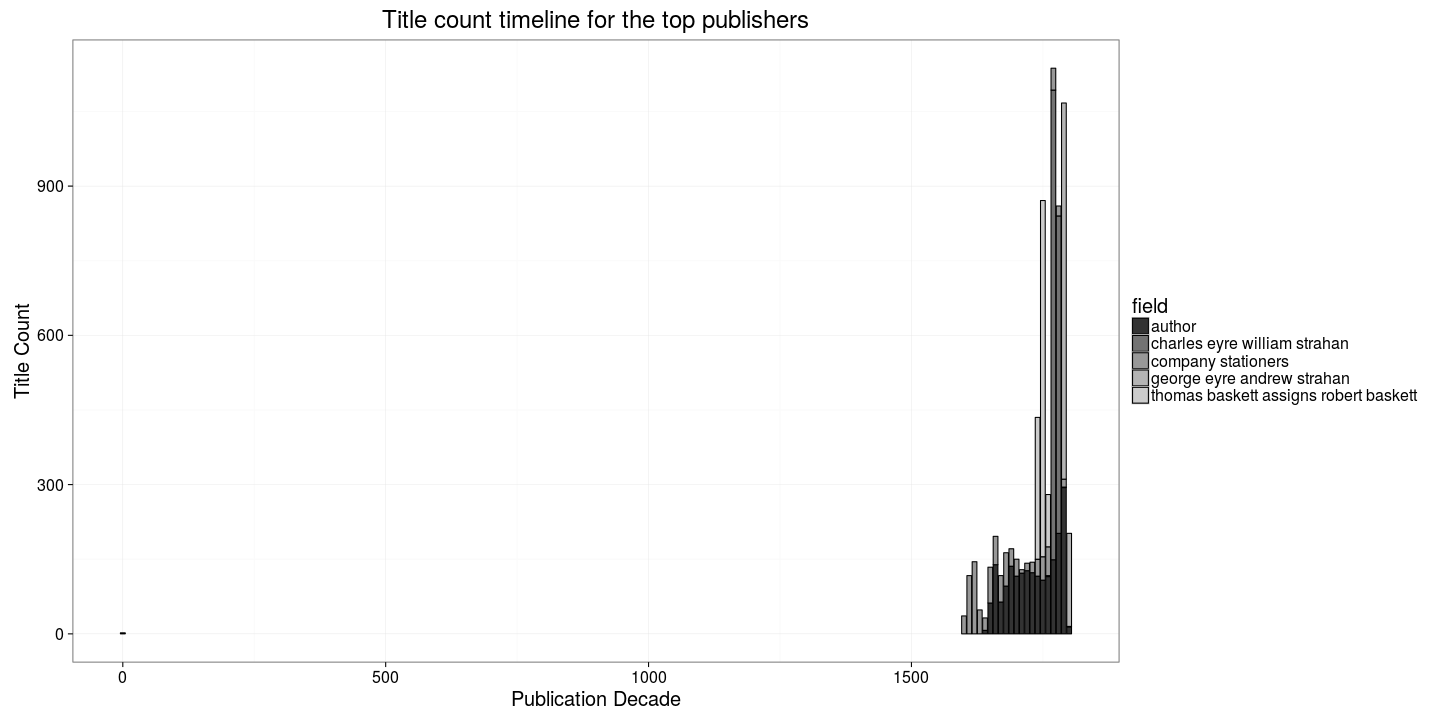 Title count timeline for the top publishers
900
600
300
0
Title Count
0 500 1000 1500
Publication Decade
field
author
charles eyre william strahan
company stationers
george eyre andrew strahan
thomas baskett assigns robert baskett